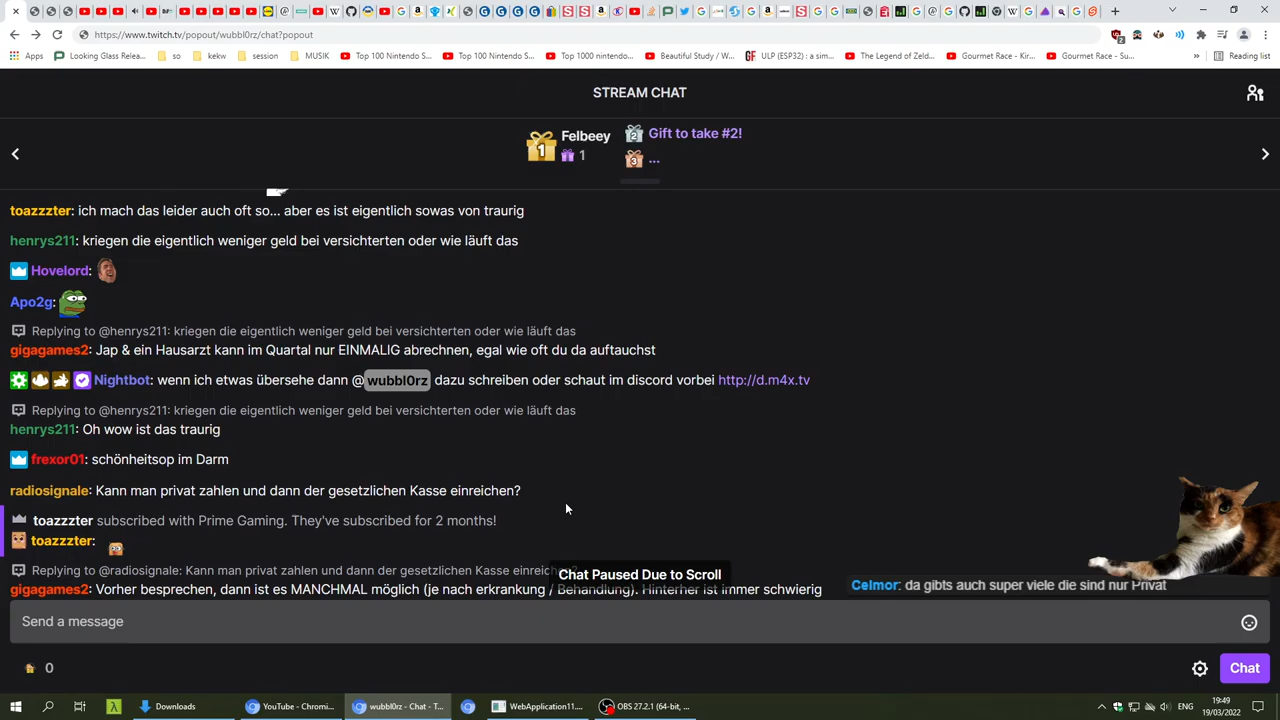 https://www.twitch.tv/popout/wubbl0rz/chat?popout
Apps
Looking Glass Relea...
so
kekw
session
MUSIK
Top 100 Nintendo S...
Top 100 Nintendo S...
Top 1000 nintendo...
Beautiful Study / W...
ULP (ESP32) : a sim...
The Legend of Zeld...
Gourmet Race - Kir...
Gourmet Race - Su...
»
Reading list
STREAM CHAT
1 Felbeey
1
2 Gift to take #2!
3 ...
toazzzter: ich mach das leider auch oft so... aber es ist eigentlich sowas von traurig
henrys211: kriegen die eigentlich weniger geld bei versichterten oder wie läuft das
Hovelord:
Apo2g:
Replying to @henrys211: kriegen die eigentlich weniger geld bei versichterten oder wie läuft das
gigagames2: Jap & ein Hausarzt kann im Quartal nur EINMALIG abrechnen, egal wie oft du da auftauchst
Nightbot: wenn ich etwas übersehe dann @wubbl0rz dazu schreiben oder schaut im discord vorbei http://d.m4x.tv
Replying to @henrys211: kriegen die eigentlich weniger geld bei versichterten oder wie läuft das
henrys211: Oh wow ist das traurig
frexor01: schönheitsop im Darm
radiosignale: Kann man privat zahlen und dann der gesetzlichen Kasse einreichen?
toazzzter subscribed with Prime Gaming. They've subscribed for 2 months!
toazzzter:
Replying to @radiosignale: Kann man privat zahlen und dann der gesetzlichen Kasse einreichen?
Chat Paused Due to Scroll
gigagames2: Vorher besprechen, dann ist es MANCHMAL möglich (je nach erkrankung / Behandlung). Hinterher ist immer schwierig
Celmor: da gibts auch super viele die sind nur Privat
Send a message
0
Chat
Downloads
YouTube - Chromi...
wubbl0rz - Chat - T...
WebApplication11...
OBS 27.2.1 (64-bit, ...
19:49
19/03/2022